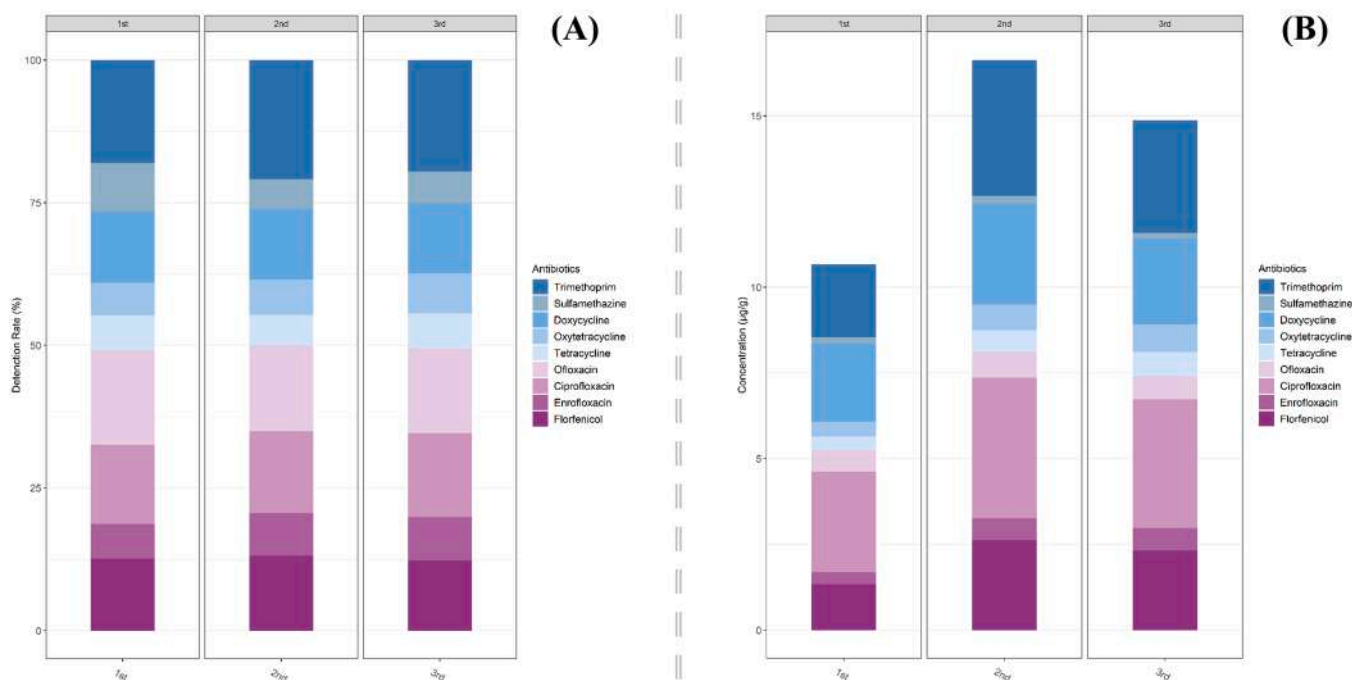 1st 2nd 3rd (A)
100
75
50
25
0
Detection Rate (%)
1st 2nd 3rd
Antibiotics
Trimethoprim
Sulfamethazine
Doxycycline
Oxytetracycline
Tetracycline
Ofloxacin
Ciprofloxacin
Enrofloxacin
Florfenicol
1st 2nd 3rd (B)
15
10
5
0
Concentration (µg/g)
1st 2nd 3rd
Antibiotics
Trimethoprim
Sulfamethazine
Doxycycline
Oxytetracycline
Tetracycline
Ofloxacin
Ciprofloxacin
Enrofloxacin
Florfenicol